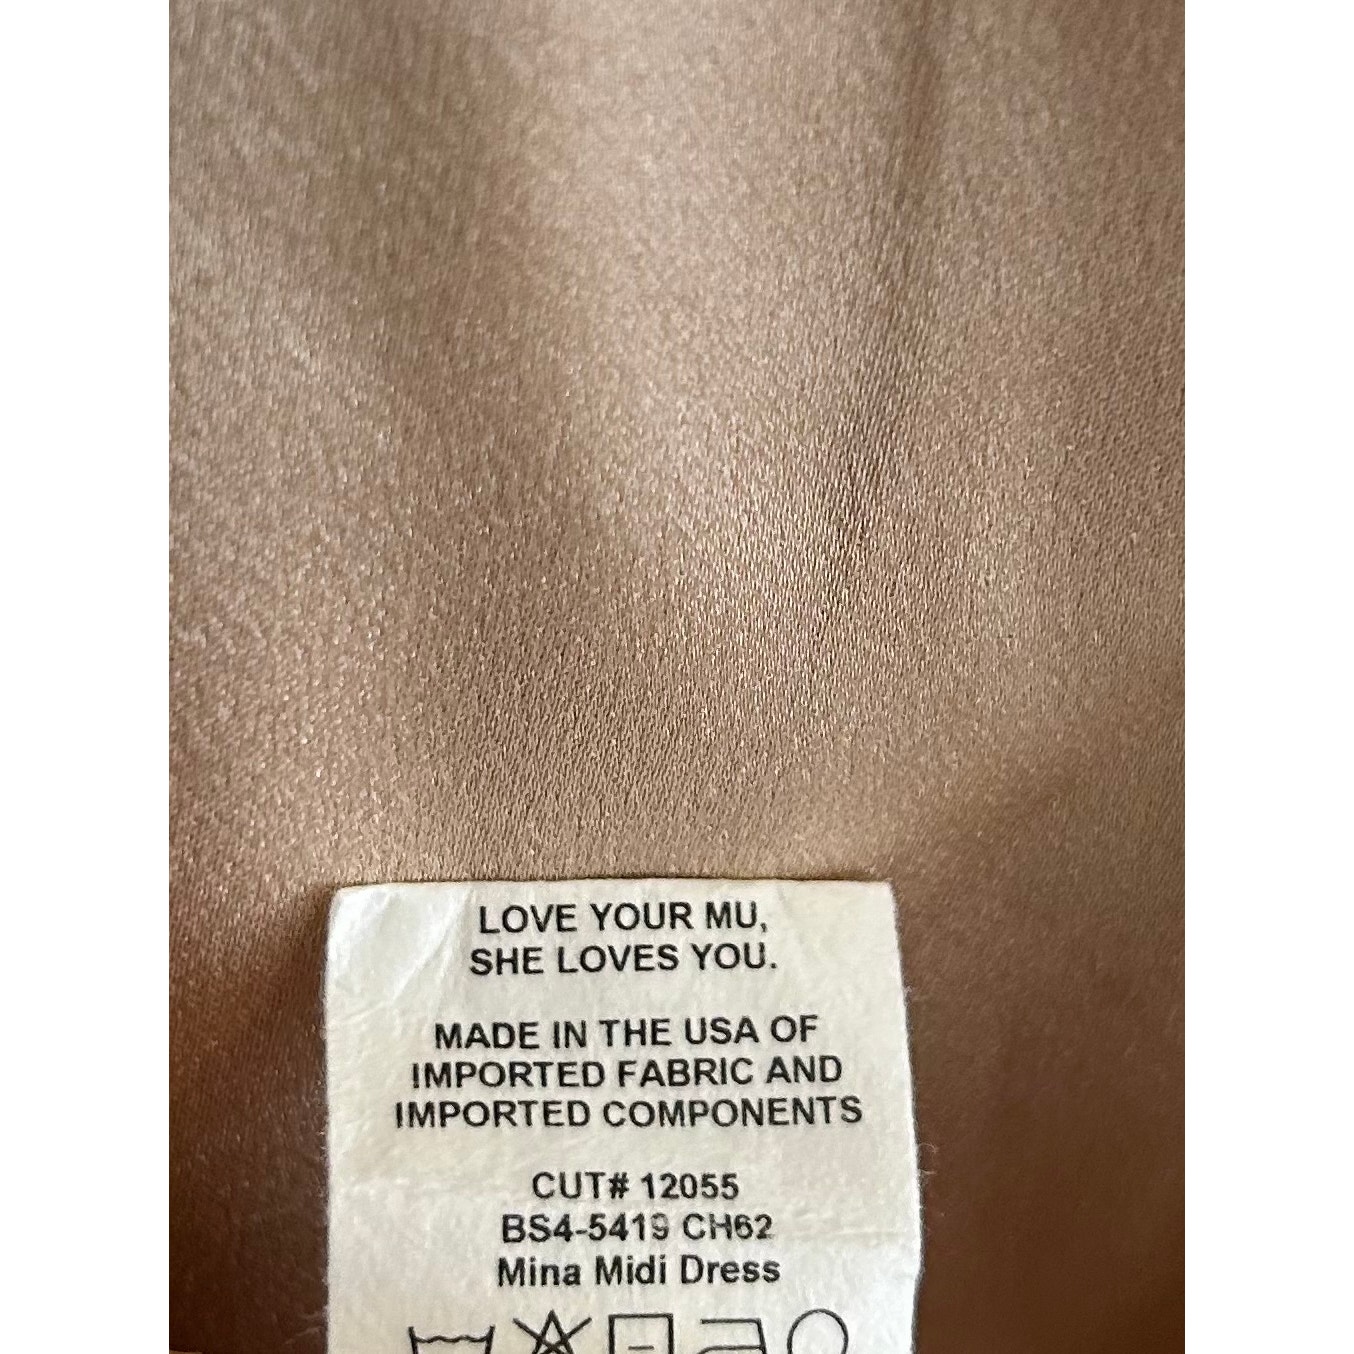 LOVE YOUR MU,
SHE LOVES YOU.
MADE IN THE USA OF
IMPORTED FABRIC AND
IMPORTED COMPONENTS
CUT# 12055
BS4-5419 CH62
Mina Midi Dress